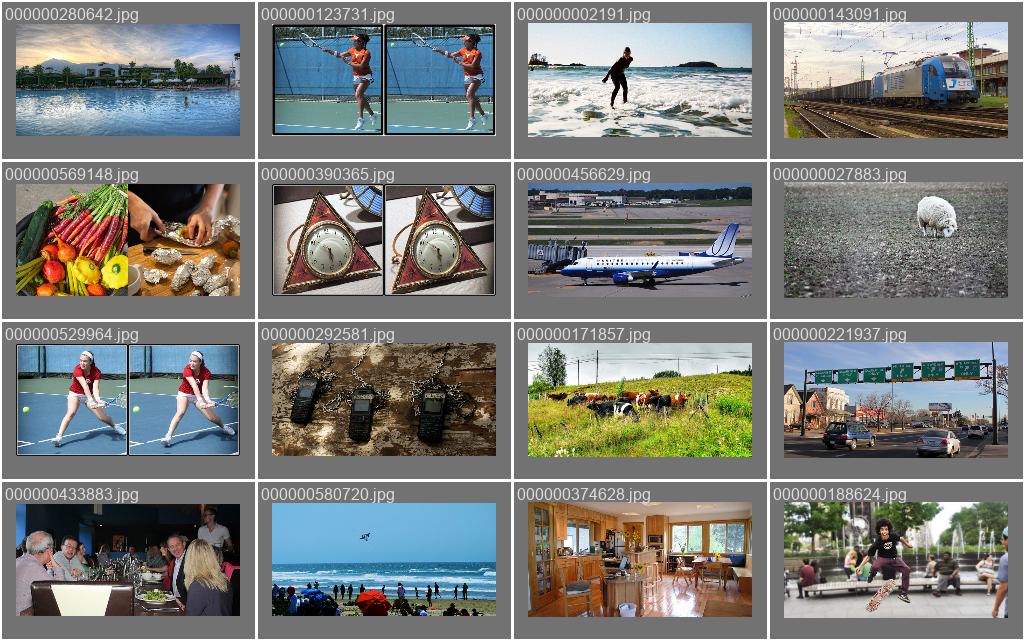 000000280642.jpg
000000123731.jpg
000000002191.jpg
000000143091.jpg
000000569148.jpg
000000390365.jpg
000000456629.jpg
000000027883.jpg
000000529964.jpg
000000292581.jpg
000000171857.jpg
000000221937.jpg
000000433883.jpg
000000580720.jpg
000000374628.jpg
000000188624.jpg